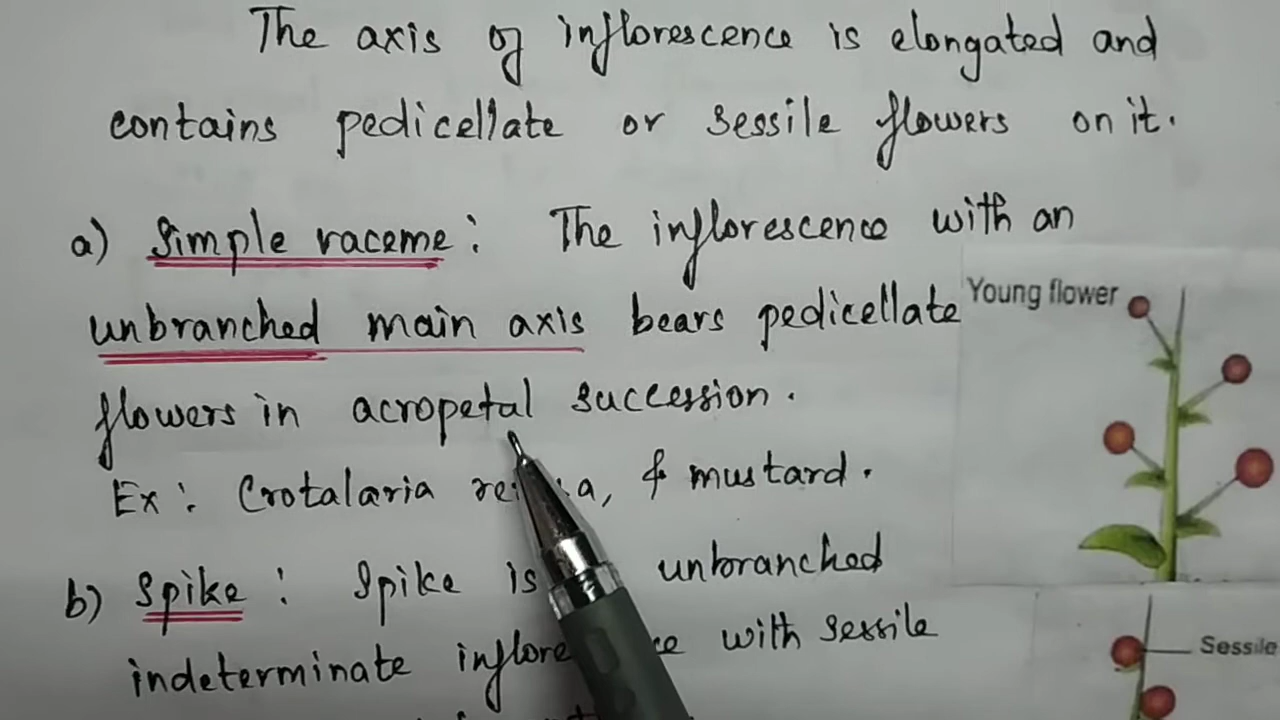 The axis of inflorescence is elongated and
contains pedicellate or sessile flowers on it.
a) Simple raceme: The inflorescence with an
unbranched main axis bears pedicellate
Young flower
flowers in acropetal succession.
Ex: Crotalaria & mustard.
b) Spike: Spike is unbranched
indeterminate with sessile
Sessile